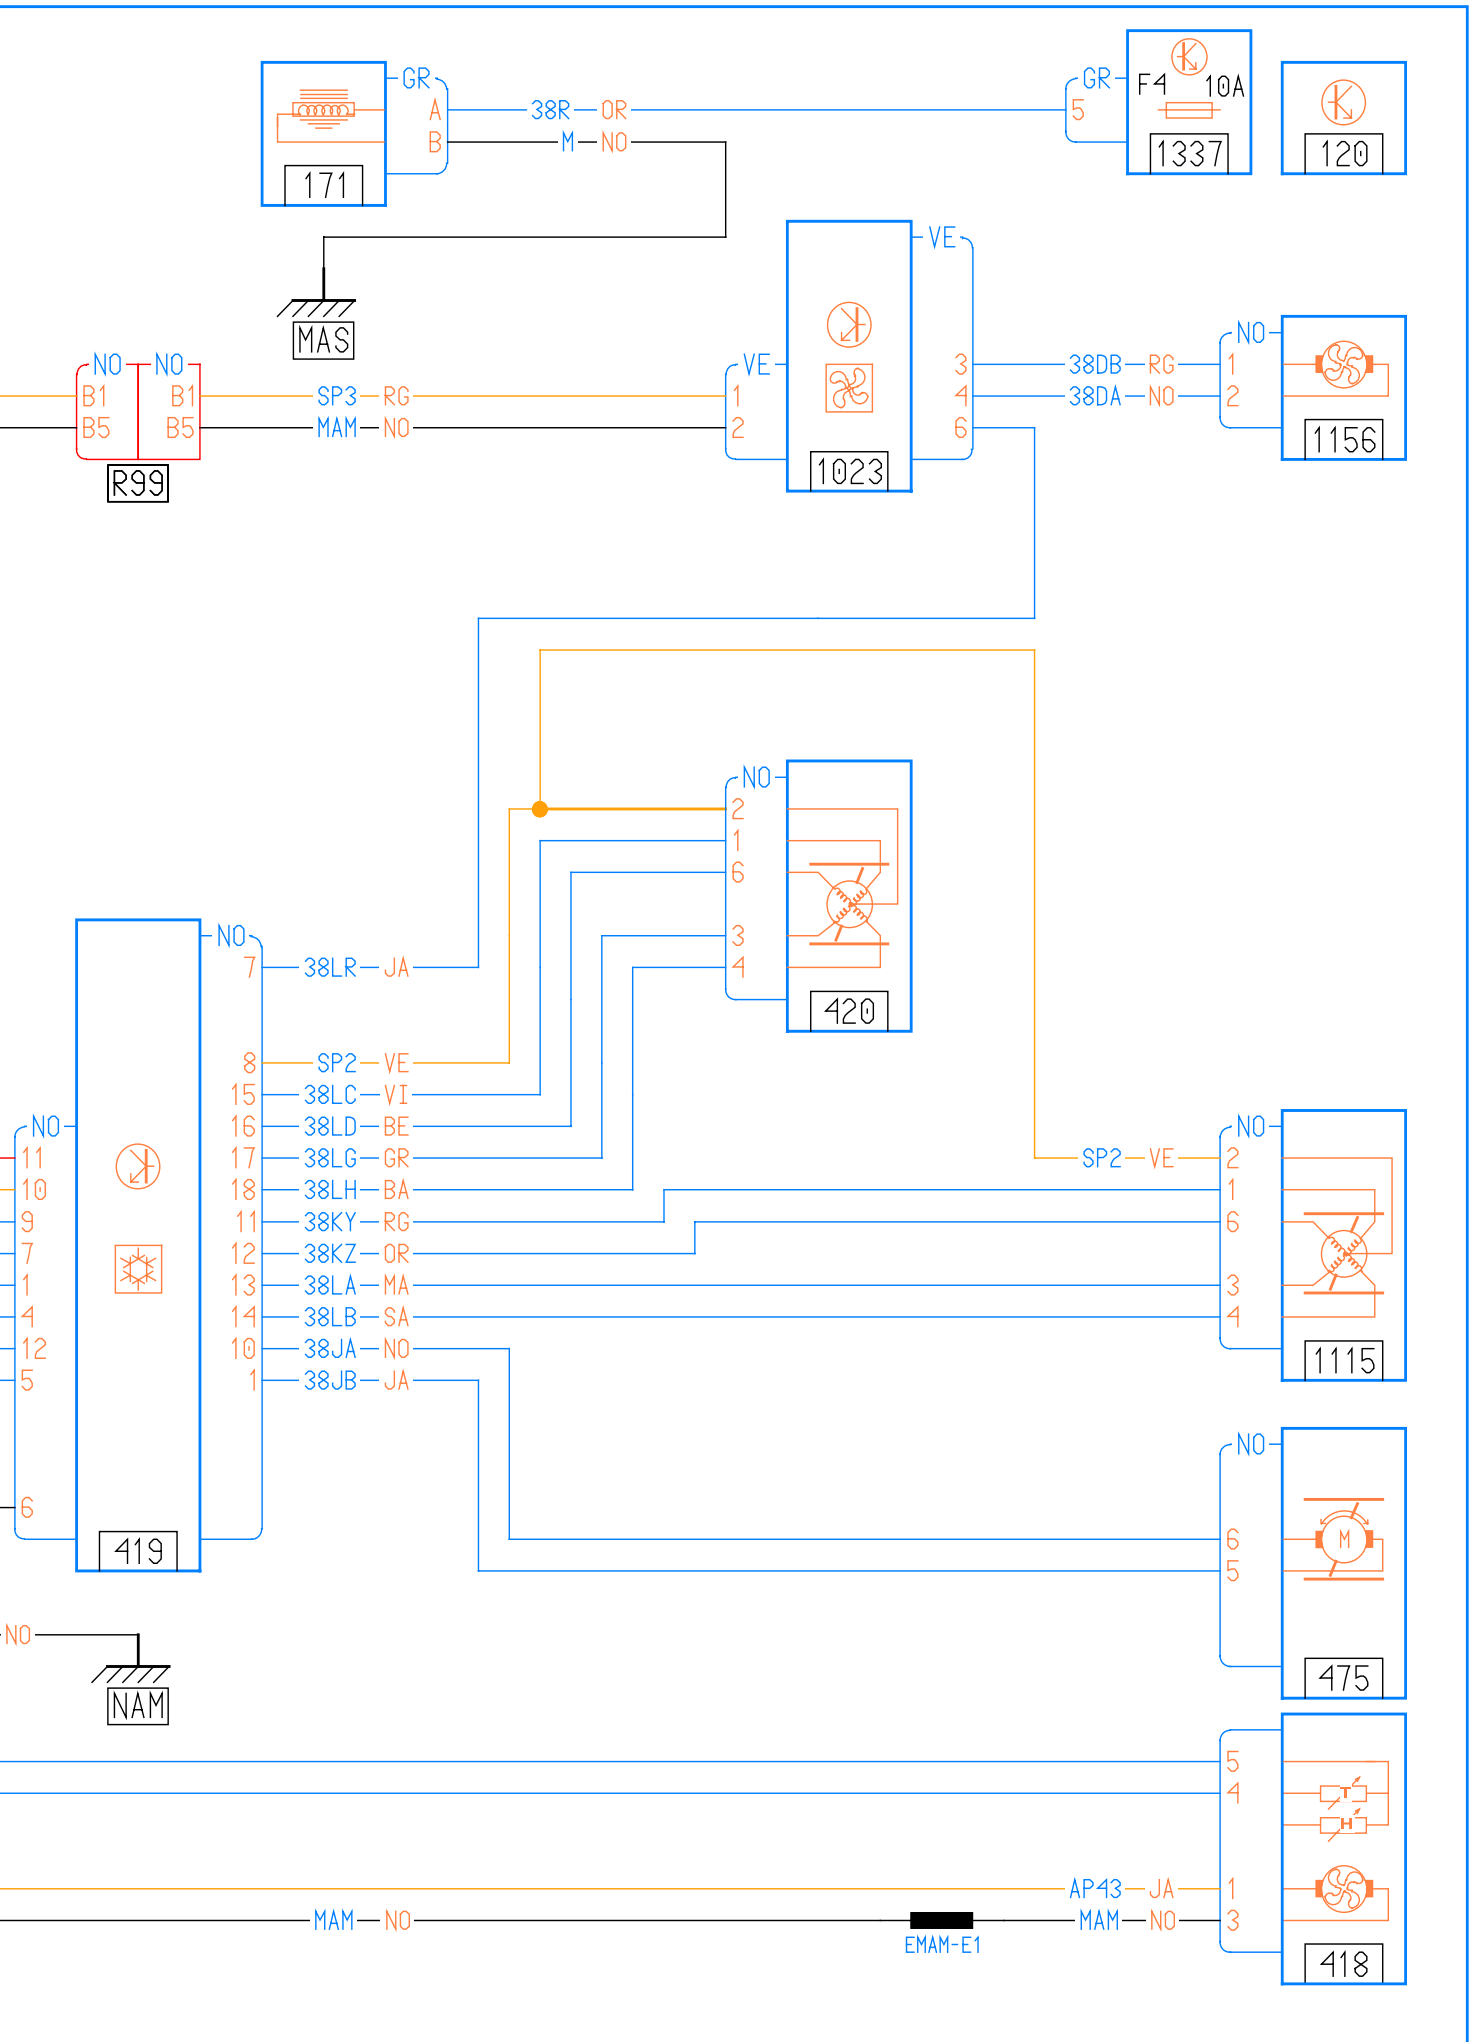 GR
A 38R OR
B M NO
171
GR
5
F4 10A
1337
120
MAS
NO NO
B1 B1 SP3 RG
B5 B5 MAM NO
R99
VE
1
2
1023
VE
3 38DB RG
4 38DA NO
6
NO
1
2
1156
NO
2
1
6
3
4
420
NO
7 38LR JA
8 SP2 VE
15 38LC VI
16 38LD BE
17 38LG GR
18 38LH BA
11 38KY RG
12 38KZ OR
13 38LA MA
14 38LB SA
10 38JA NO
1 38JB JA
NO
11
10
9
7
1
4
12
5
6
419
NO
SP2 VE 2
1
6
3
4
1115
NO
6
5
M
475
NO
NAM
5
4
T
H
AP43 JA 1
MAM NO MAM NO 3
EMAM-E1
418